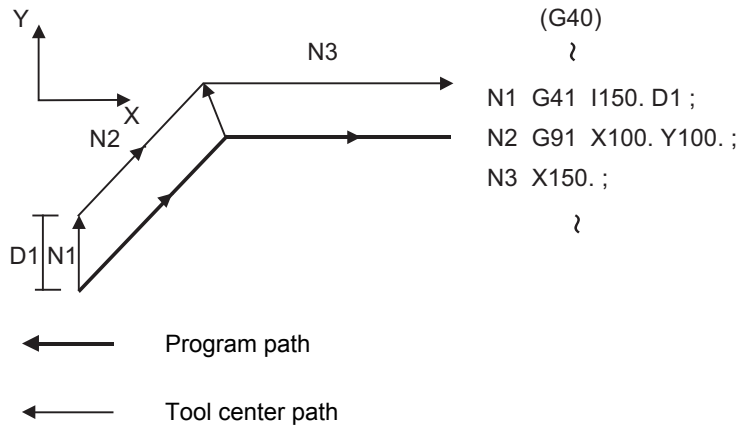 Y
X
N3
N2
D1 N1
(G40)
~
N1 G41 I150. D1 ;
N2 G91 X100. Y100. ;
N3 X150. ;
~
Program path
Tool center path